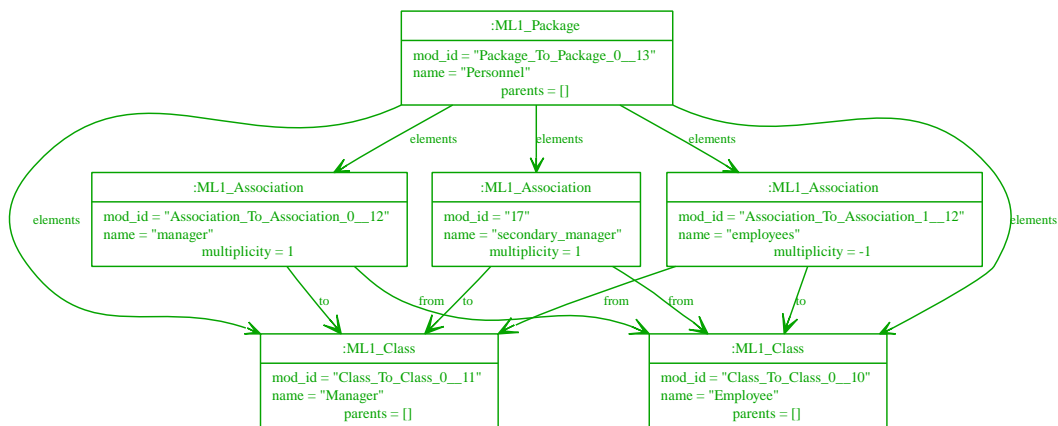 :ML1_Package
mod_id = "Package_To_Package_0__13"
name = "Personnel"
parents = []
elements
elements
elements
elements
elements
:ML1_Association
mod_id = "Association_To_Association_0__12"
name = "manager"
multiplicity = 1
:ML1_Association
mod_id = "17"
name = "secondary_manager"
multiplicity = 1
:ML1_Association
mod_id = "Association_To_Association_1__12"
name = "employees"
multiplicity = -1
to
from
to
from
from
to
:ML1_Class
mod_id = "Class_To_Class_0__11"
name = "Manager"
parents = []
:ML1_Class
mod_id = "Class_To_Class_0__10"
name = "Employee"
parents = []